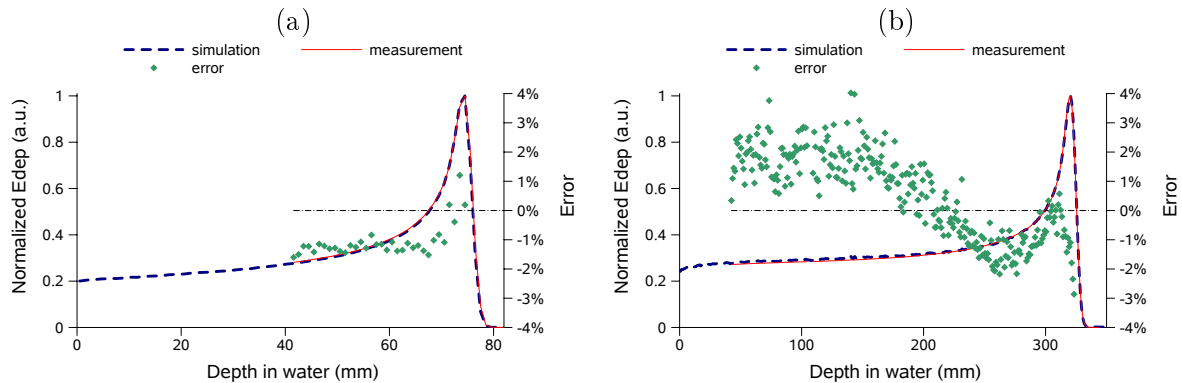 (a)
simulation measurement
error
Normalized Edep (a.u.)
1
0.8
0.6
0.4
0.2
0
0 20 40 60 80
Depth in water (mm)
4%
3%
2%
1%
0%
-1%
-2%
-3%
-4%
Error
(b)
simulation measurement
error
Normalized Edep (a.u.)
1
0.8
0.6
0.4
0.2
0
0 100 200 300
Depth in water (mm)
4%
3%
2%
1%
0%
-1%
-2%
-3%
-4%
Error